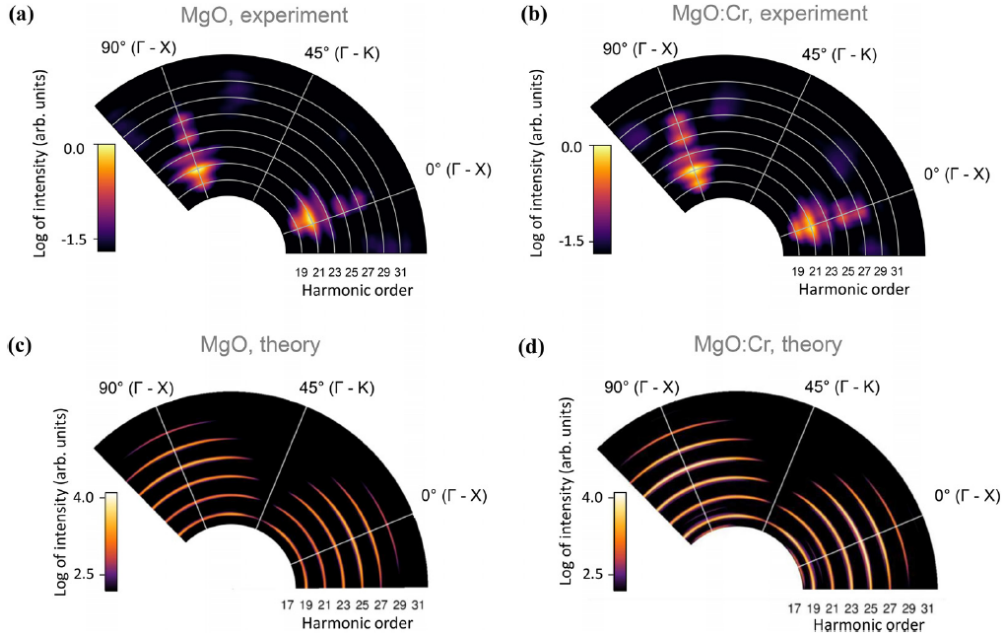 (a)
MgO, experiment
90° (Γ - X)
45° (Γ - K)
0° (Γ - X)
Log of intensity (arb. units)
0.0
-1.5
19 21 23 25 27 29 31
Harmonic order
(b)
MgO:Cr, experiment
90° (Γ - X)
45° (Γ - K)
0° (Γ - X)
Log of intensity (arb. units)
0.0
-1.5
19 21 23 25 27 29 31
Harmonic order
(c)
MgO, theory
90° (Γ - X)
45° (Γ - K)
0° (Γ - X)
Log of intensity (arb. units)
4.0
2.5
17 19 21 23 25 27 29 31
Harmonic order
(d)
MgO:Cr, theory
90° (Γ - X)
45° (Γ - K)
0° (Γ - X)
Log of intensity (arb. units)
4.0
2.5
17 19 21 23 25 27 29 31
Harmonic order